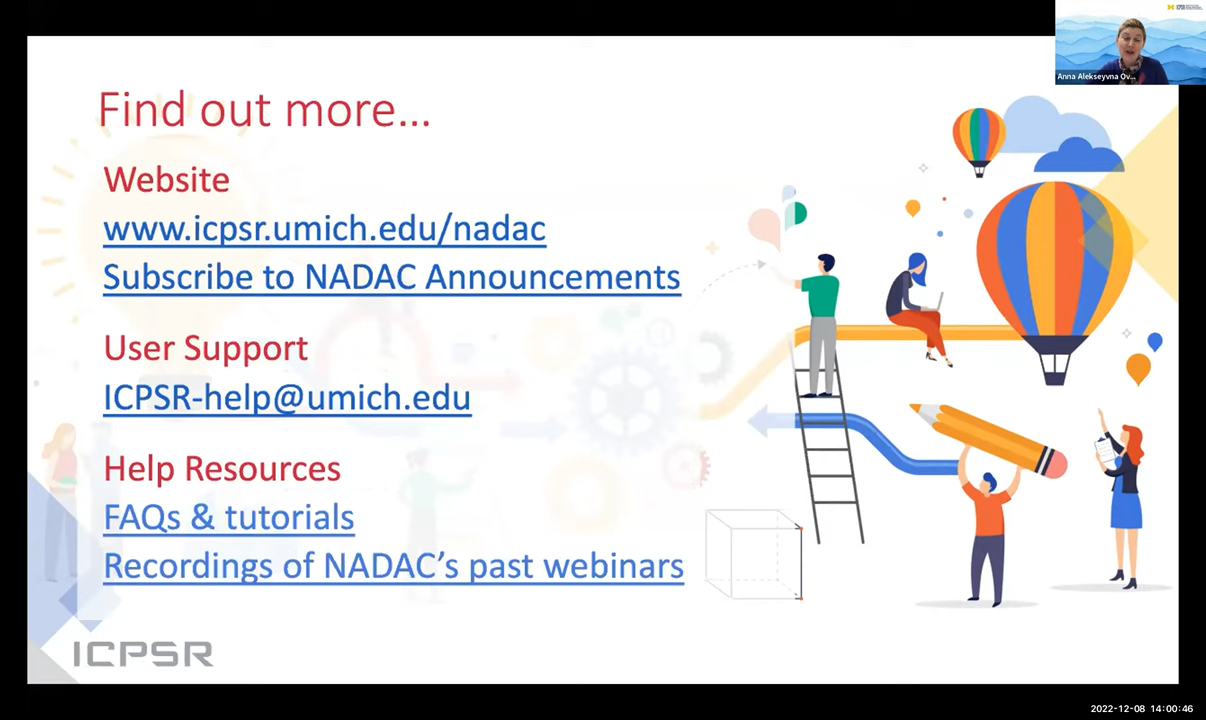 Anna Alekseyvna Ov...
Find out more...
Website
www.icpsr.umich.edu/nadac
Subscribe to NADAC Announcements
User Support
ICPSR-help@umich.edu
Help Resources
FAQs & tutorials
Recordings of NADAC’s past webinars
ICPSR
2022-12-08 14:00:46